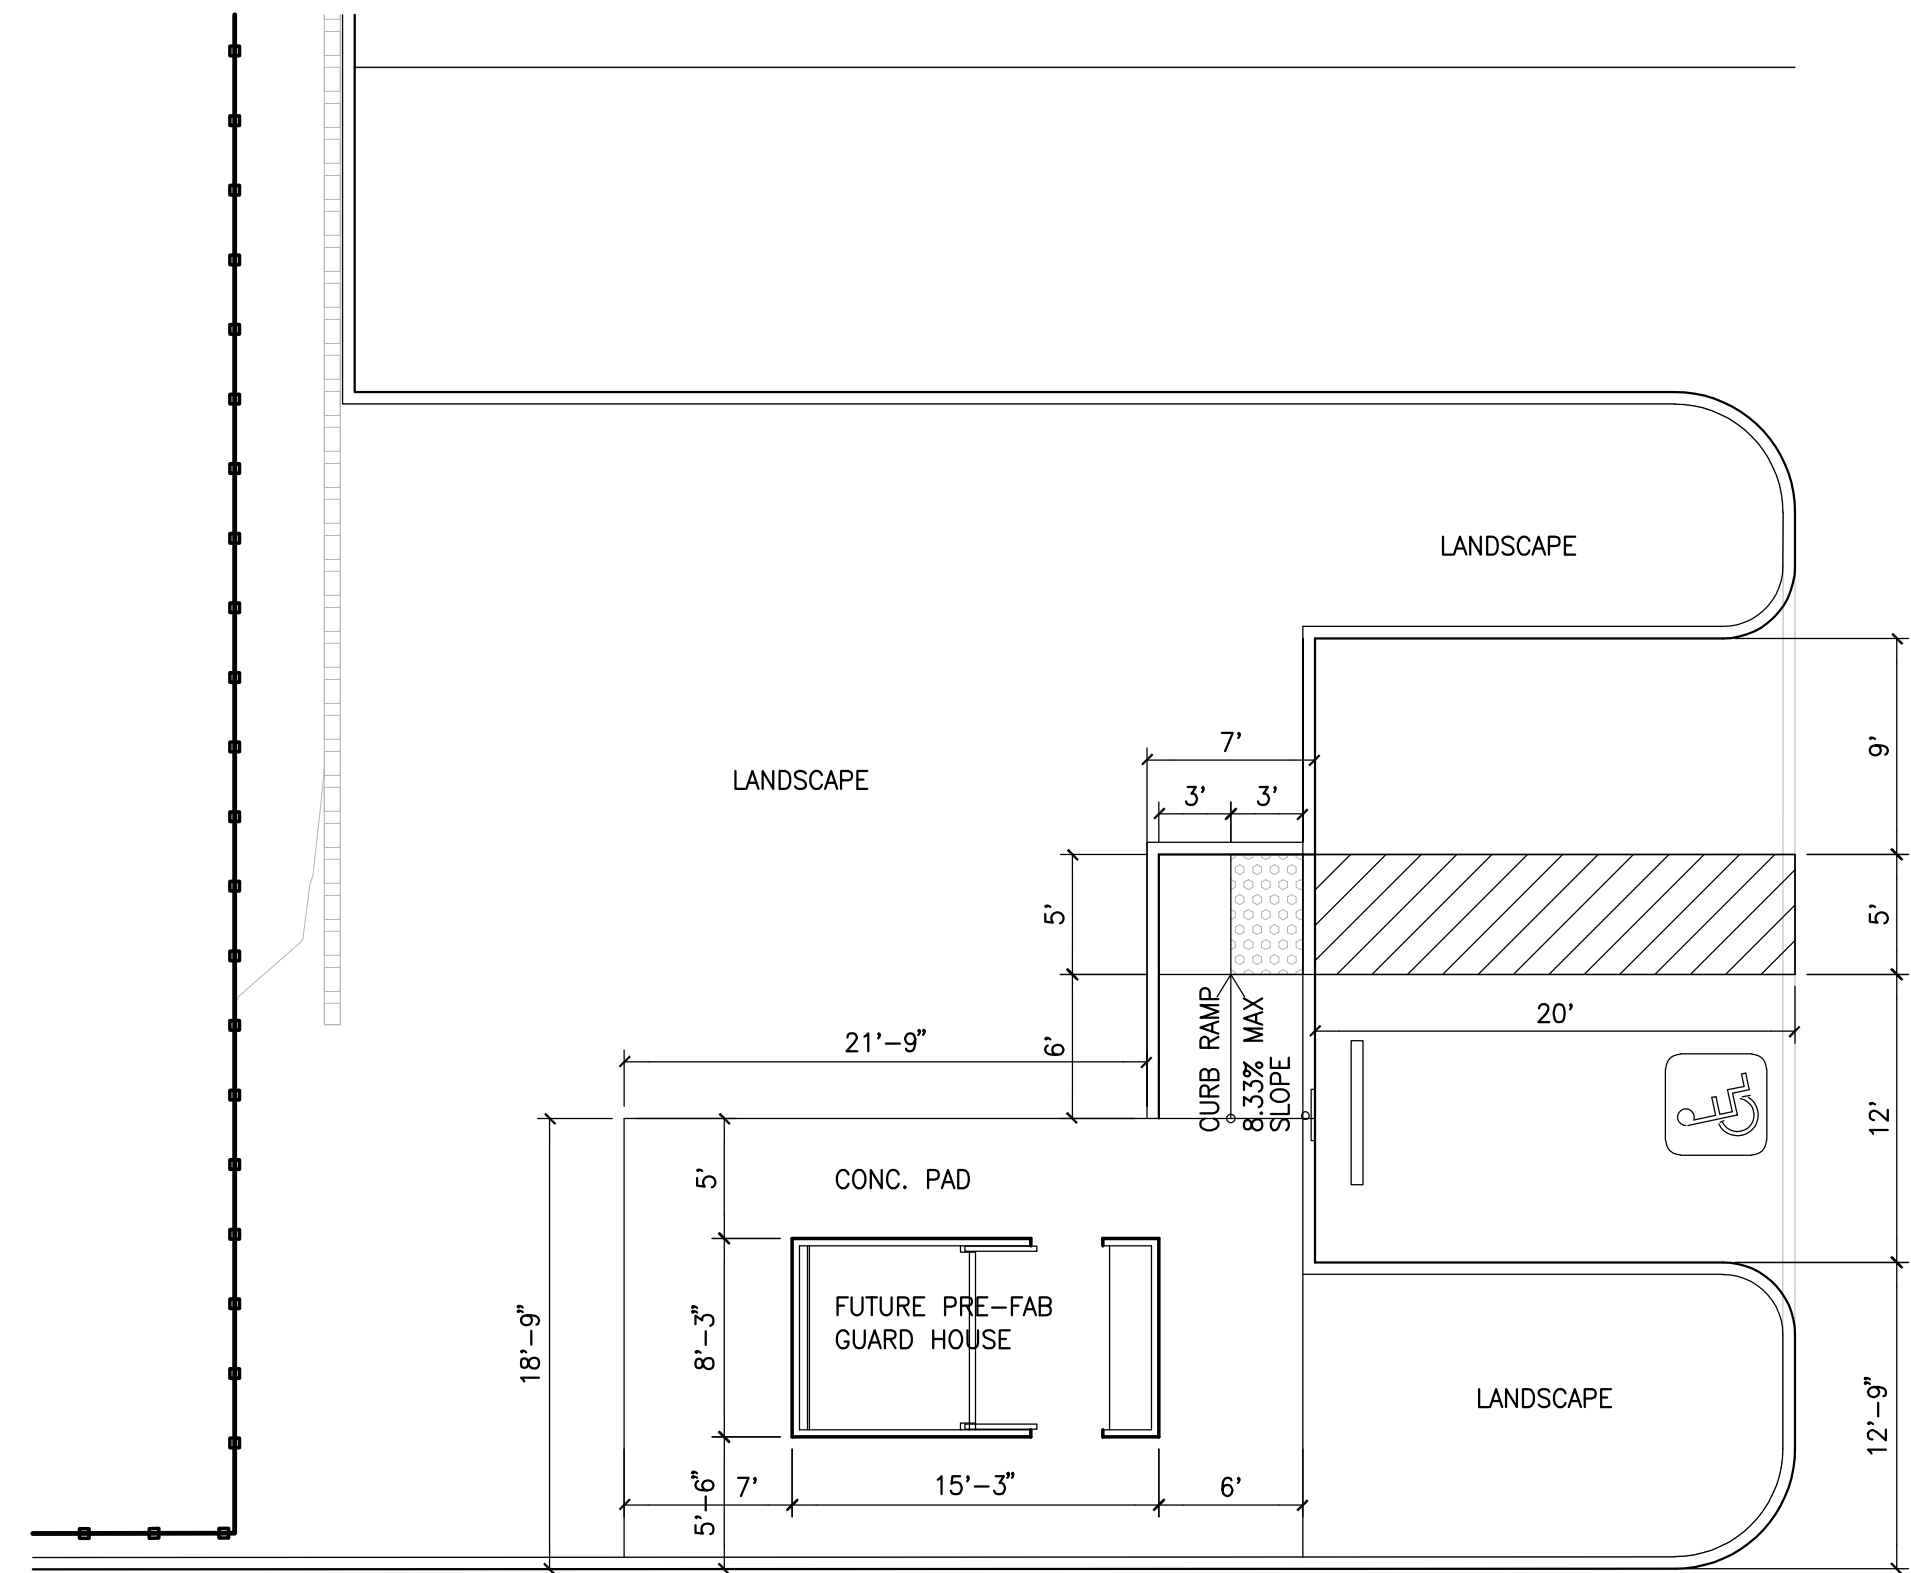 LANDSCAPE
7'
9'
LANDSCAPE
3'
3'
5'
5'
CURB RAMP
8.33% MAX
SLOPE
20'
21'-9"
6'
12'
5'
CONC. PAD
FUTURE PRE-FAB
GUARD HOUSE
18'-9"
8'-3"
LANDSCAPE
12'-9"
5'-6"
7'
15'-3"
6'